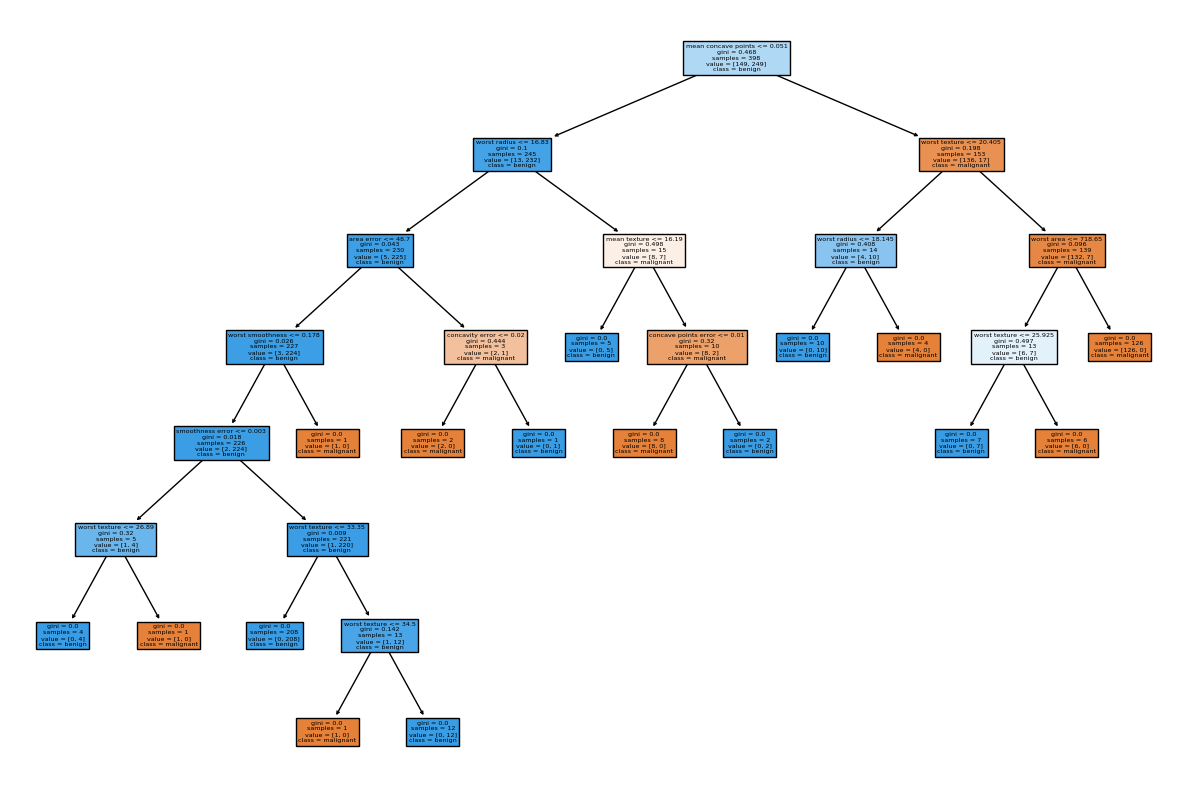 mean concave points <= 0.051
gini = 0.468
samples = 398
value = [149, 249]
class = benign
worst radius <= 16.83
gini = 0.1
samples = 245
value = [13, 232]
class = benign
worst texture <= 20.405
gini = 0.198
samples = 153
value = [136, 17]
class = malignant
area error <= 48.7
gini = 0.043
samples = 230
value = [5, 225]
class = benign
mean texture <= 16.19
gini = 0.498
samples = 15
value = [8, 7]
class = malignant
worst radius <= 18.145
gini = 0.408
samples = 14
value = [4, 10]
class = benign
worst area <= 718.65
gini = 0.096
samples = 139
value = [132, 7]
class = malignant
worst smoothness <= 0.178
gini = 0.026
samples = 227
value = [3, 224]
class = benign
concavity error <= 0.02
gini = 0.444
samples = 3
value = [2, 1]
class = malignant
gini = 0.0
samples = 5
value = [0, 5]
class = benign
concave points error <= 0.01
gini = 0.32
samples = 10
value = [8, 2]
class = malignant
gini = 0.0
samples = 10
value = [0, 10]
class = benign
gini = 0.0
samples = 4
value = [4, 0]
class = malignant
worst texture <= 25.925
gini = 0.497
samples = 13
value = [6, 7]
class = benign
gini = 0.0
samples = 126
value = [126, 0]
class = malignant
smoothness error <= 0.003
gini = 0.018
samples = 226
value = [2, 224]
class = benign
gini = 0.0
samples = 1
value = [1, 0]
class = malignant
gini = 0.0
samples = 2
value = [2, 0]
class = malignant
gini = 0.0
samples = 1
value = [0, 1]
class = benign
gini = 0.0
samples = 8
value = [8, 0]
class = malignant
gini = 0.0
samples = 2
value = [0, 2]
class = benign
gini = 0.0
samples = 7
value = [0, 7]
class = benign
gini = 0.0
samples = 6
value = [6, 0]
class = malignant
worst texture <= 26.89
gini = 0.32
samples = 5
value = [1, 4]
class = benign
worst texture <= 33.35
gini = 0.009
samples = 221
value = [1, 220]
class = benign
gini = 0.0
samples = 4
value = [0, 4]
class = benign
gini = 0.0
samples = 1
value = [1, 0]
class = malignant
gini = 0.0
samples = 208
value = [0, 208]
class = benign
worst texture <= 34.5
gini = 0.142
samples = 13
value = [1, 12]
class = benign
gini = 0.0
samples = 1
value = [1, 0]
class = malignant
gini = 0.0
samples = 12
value = [0, 12]
class = benign